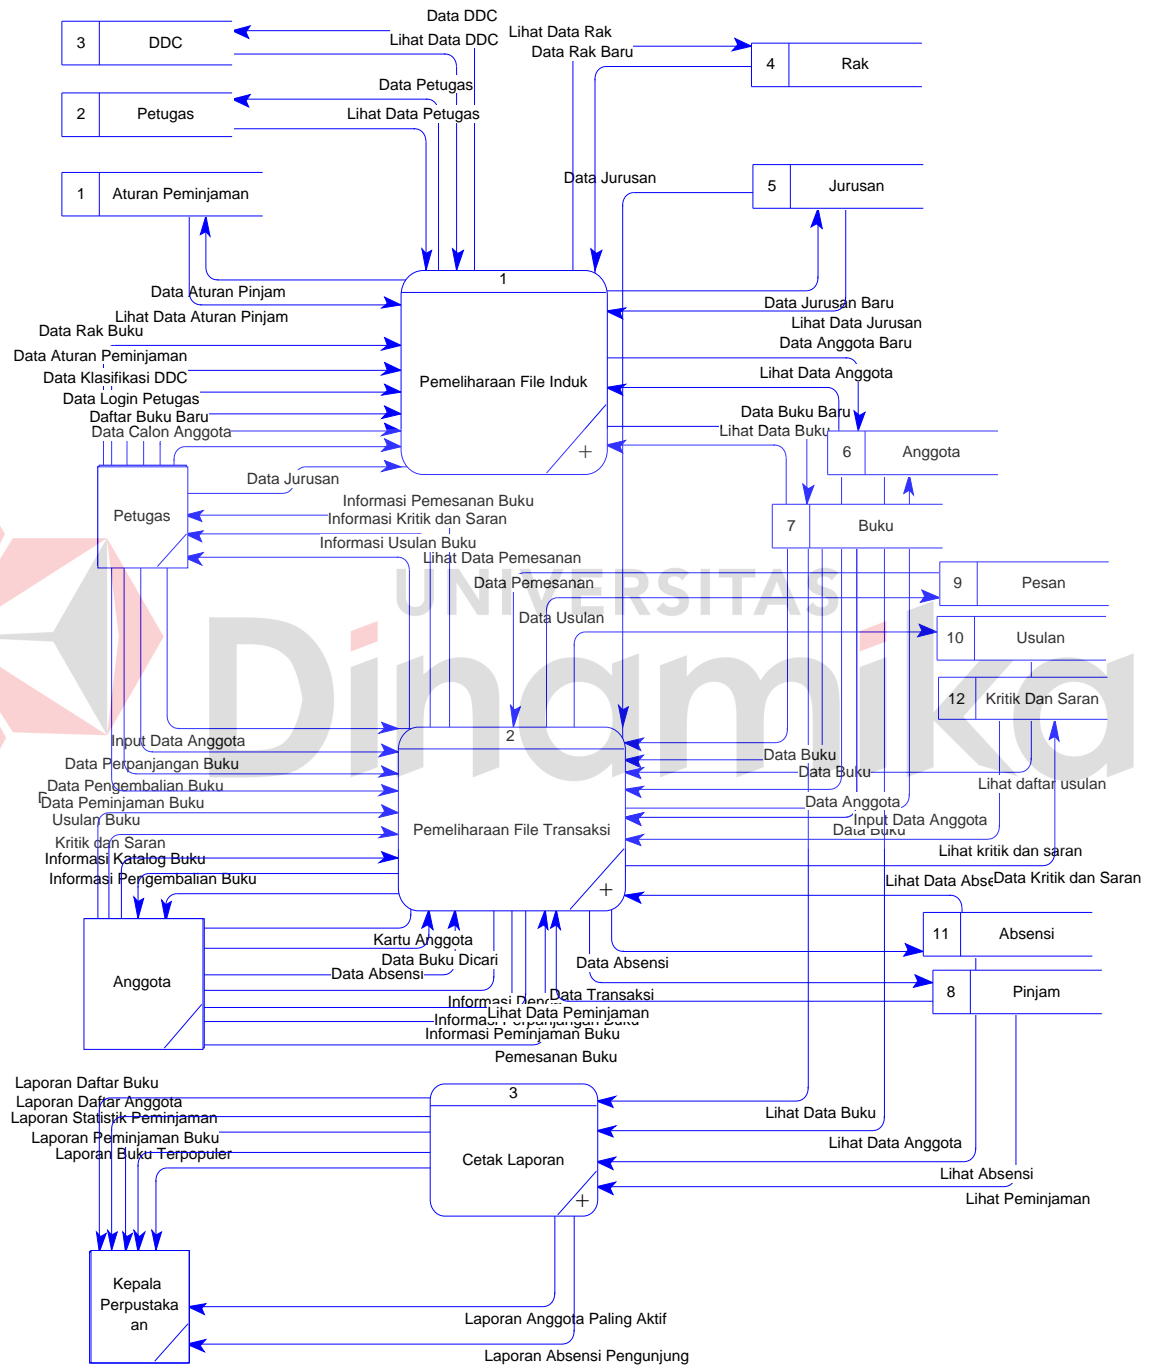 Data DDC
3 DDC
Lihat Data DDC
Lihat Data Rak
Data Rak Baru
4 Rak
Data Petugas
2 Petugas
Lihat Data Petugas
Data Jurusan
5 Jurusan
1 Aturan Peminjaman
1
Data Aturan Pinjam
Lihat Data Aturan Pinjam
Data Rak Buku
Data Aturan Peminjaman
Data Klasifikasi DDC
Data Login Petugas
Daftar Buku Baru
Data Calon Anggota
Pemeliharaan File Induk
+
Data Jurusan Baru
Lihat Data Jurusan
Data Anggota Baru
Lihat Data Anggota
Data Buku Baru
Lihat Data Buku
6 Anggota
Data Jurusan
Petugas
Informasi Pemesanan Buku
Informasi Kritik dan Saran
Informasi Usulan Buku
Lihat Data Pemesanan
7 Buku
Data Pemesanan
9 Pesan
Data Usulan
10 Usulan
12 Kritik Dan Saran
UNIVERSITAS
Dinamika
2
Input Data Anggota
Data Perpanjangan Buku
Data Pengembalian Buku
Data Peminjaman Buku
Usulan Buku
Kritik dan Saran
Informasi Katalog Buku
Informasi Pengembalian Buku
Pemeliharaan File Transaksi
+
Data Buku
Data Buku
Lihat daftar usulan
Data Anggota
Input Data Anggota
Data Buku
Lihat kritik dan saran
Lihat Data
Data Kritik dan Saran
Anggota
Kartu Anggota
Data Buku Dicari
Data Absensi
Data Absensi
11 Absensi
8 Pinjam
Data Transaksi
Informasi
Lihat Data Peminjaman
Informasi Perpanjangan Buku
Informasi Peminjaman Buku
Pemesanan Buku
Laporan Daftar Buku
Laporan Daftar Anggota
Laporan Statistik Peminjaman
Laporan Peminjaman Buku
Laporan Buku Terpopuler
3
Cetak Laporan
+
Lihat Data Buku
Lihat Data Anggota
Lihat Absensi
Lihat Peminjaman
Kepala
Perpustaka
an
Laporan Anggota Paling Aktif
Laporan Absensi Pengunjung